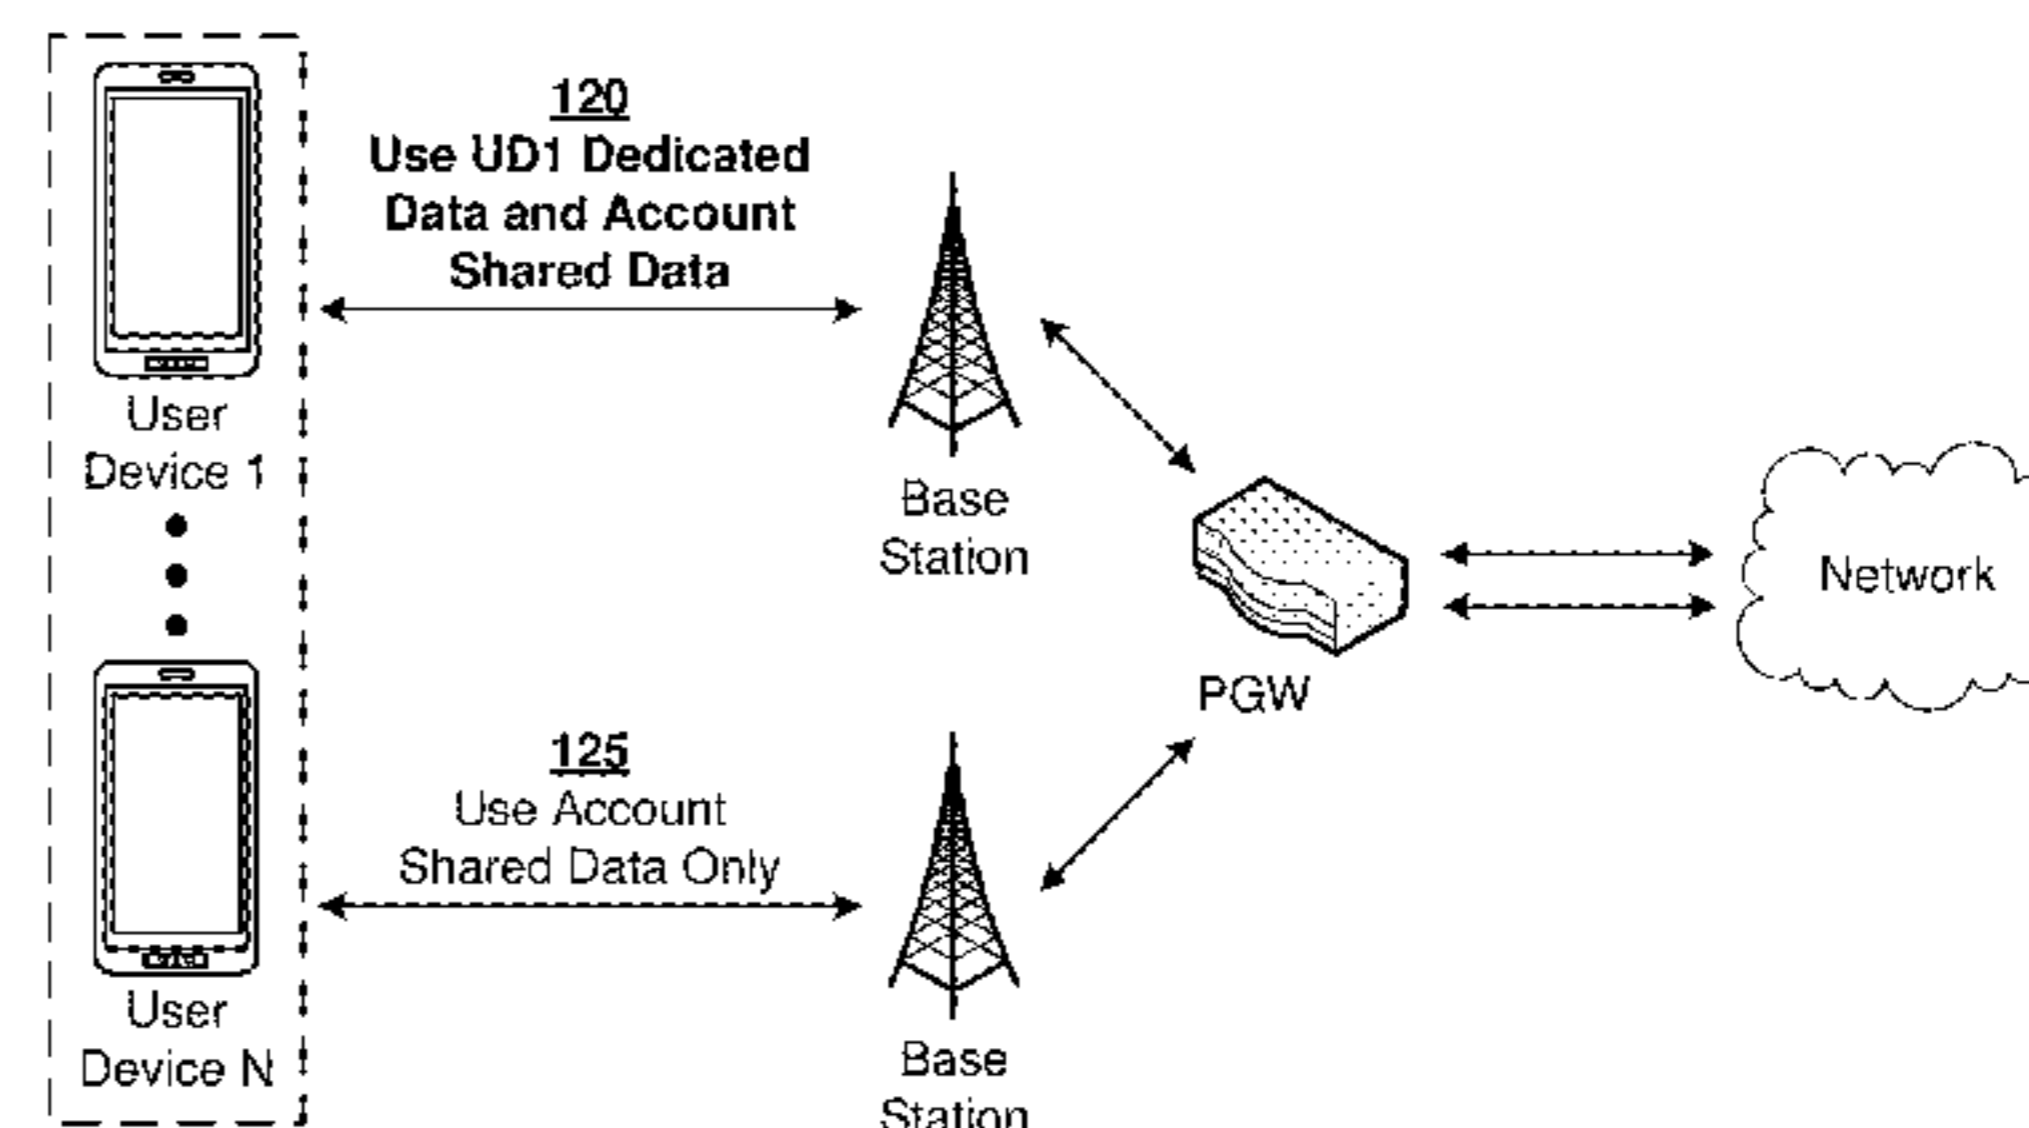 120
Use UD1 Dedicated
Data and Account
Shared Data
User
Device 1
Base
Station
Network
PGW
125
Use Account
Shared Data Only
User
Device N
Base
Station